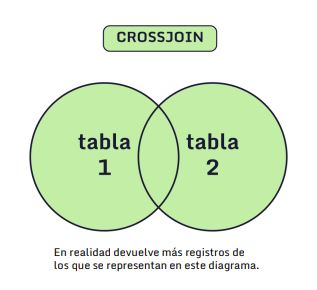 CROSSJOIN
tabla
1
tabla
2
En realidad devuelve más registros de
los que se representan en este diagrama.